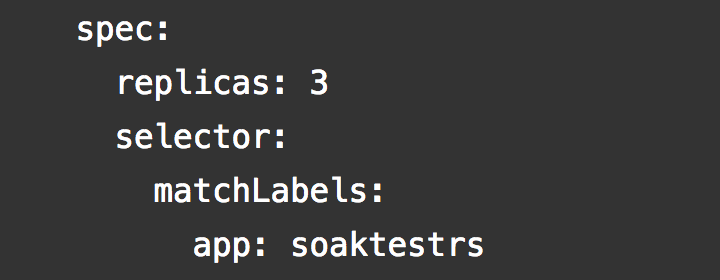 spec:
  replicas: 3
  selector:
    matchLabels:
      app: soaktestrs